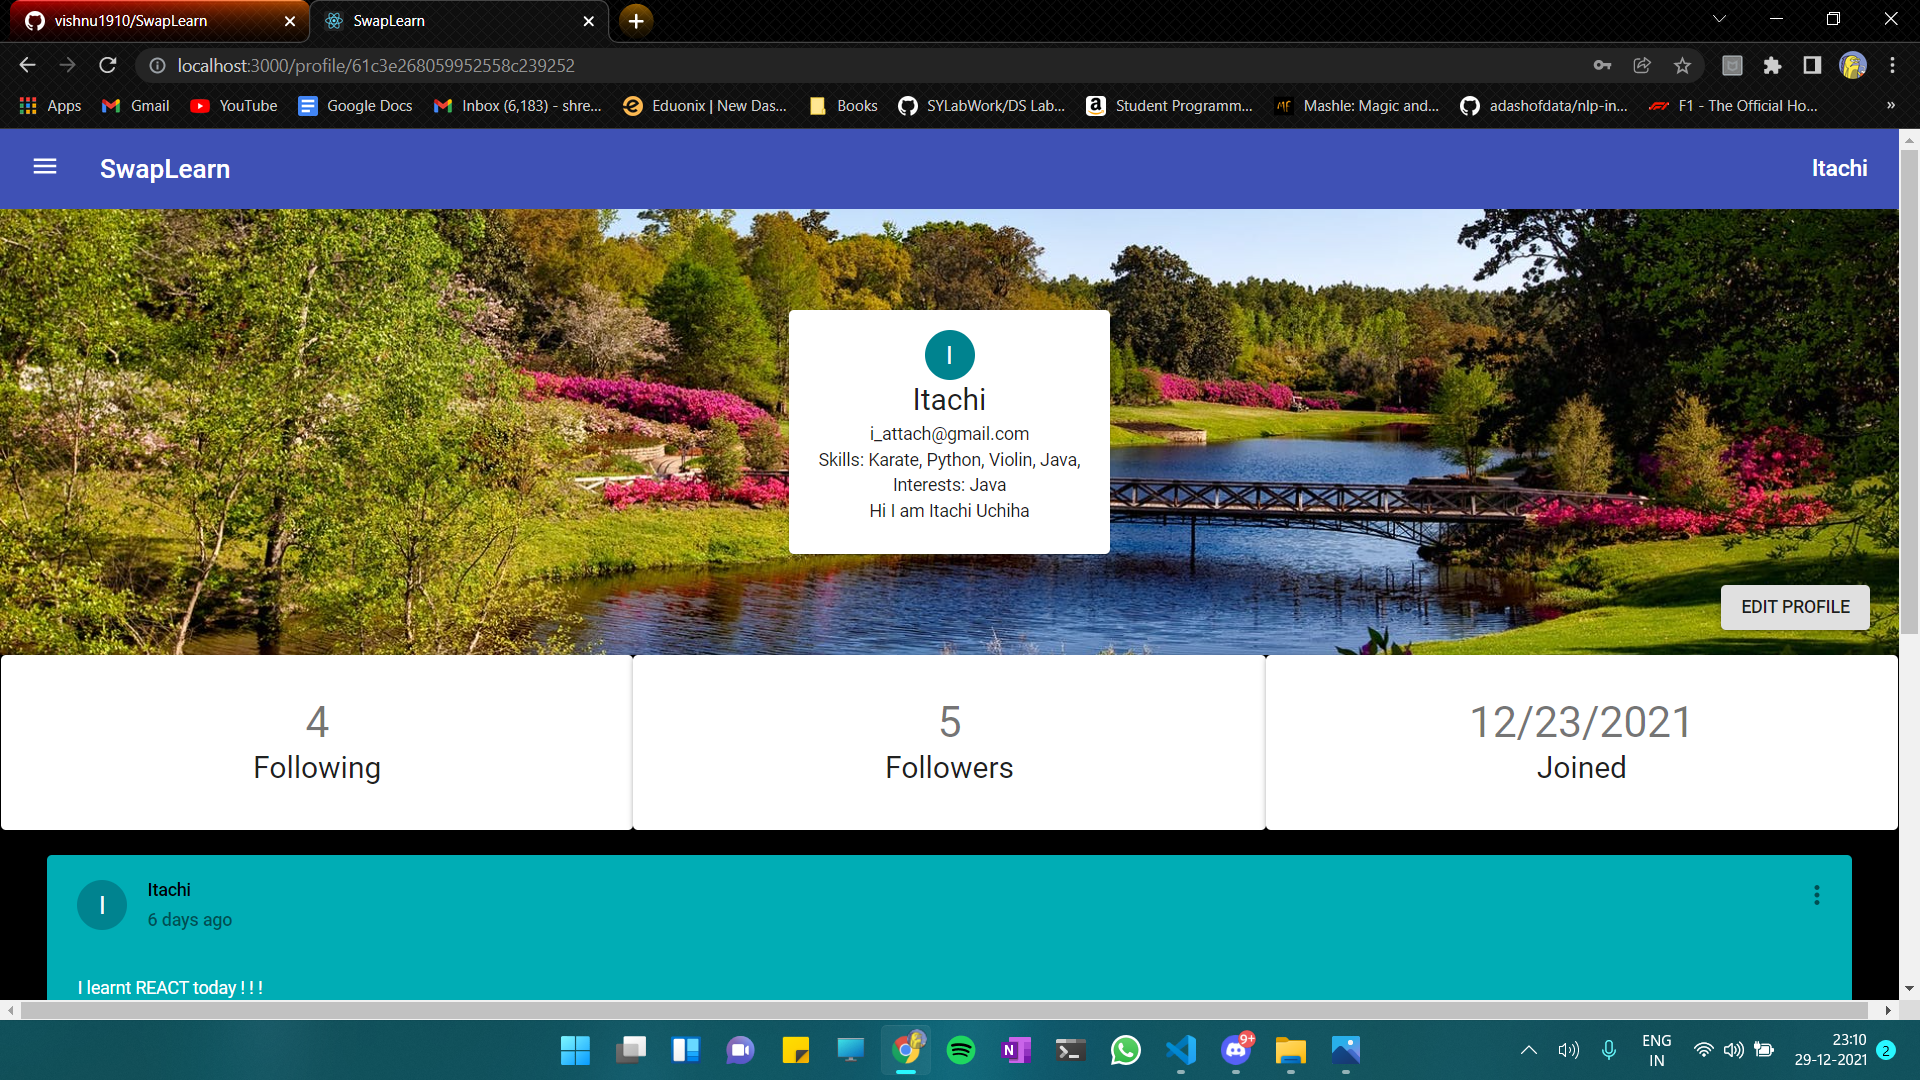 vishnu1910/SwapLearn
SwapLearn
localhost:3000/profile/61c3e268059952558c239252
Apps
Gmail
YouTube
Google Docs
Inbox (6,183) - shre...
Eduonix | New Das...
Books
SYLabWork/DS Lab...
Student Programm...
Mashle: Magic and...
adashofdata/nlp-in...
F1 - The Official Ho...
»
SwapLearn
Itachi
I
Itachi
i_attach@gmail.com
Skills: Karate, Python, Violin, Java,
Interests: Java
Hi I am Itachi Uchiha
EDIT PROFILE
4
Following
5
Followers
12/23/2021
Joined
I
Itachi
6 days ago
I learnt REACT today ! ! !
9+
ENG
IN
23:10
29-12-2021
2